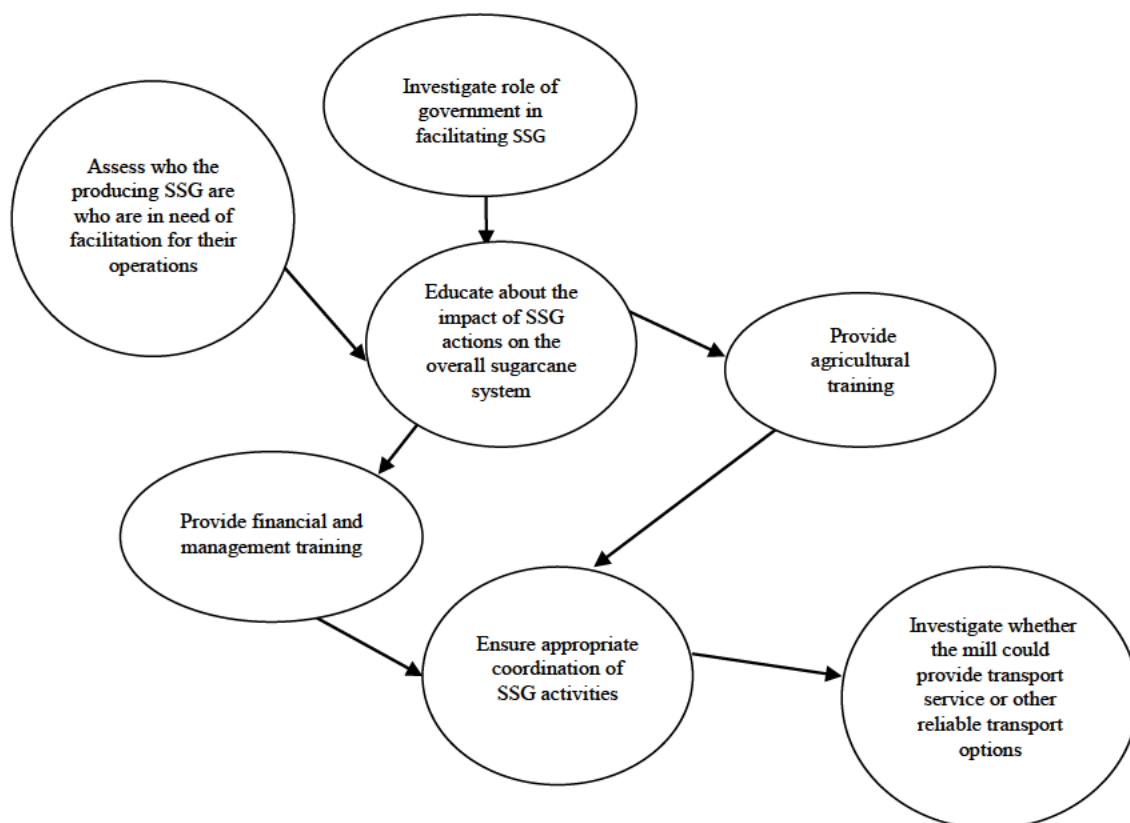 Investigate role of
government in
facilitating SSG
Assess who the
producing SSG are
who are in need of
facilitation for their
operations
Educate about the
impact of SSG
actions on the
overall sugarcane
system
Provide
agricultural
training
Provide financial and
management training
Ensure appropriate
coordination of
SSG activities
Investigate whether
the mill could
provide transport
service or other
reliable transport
options